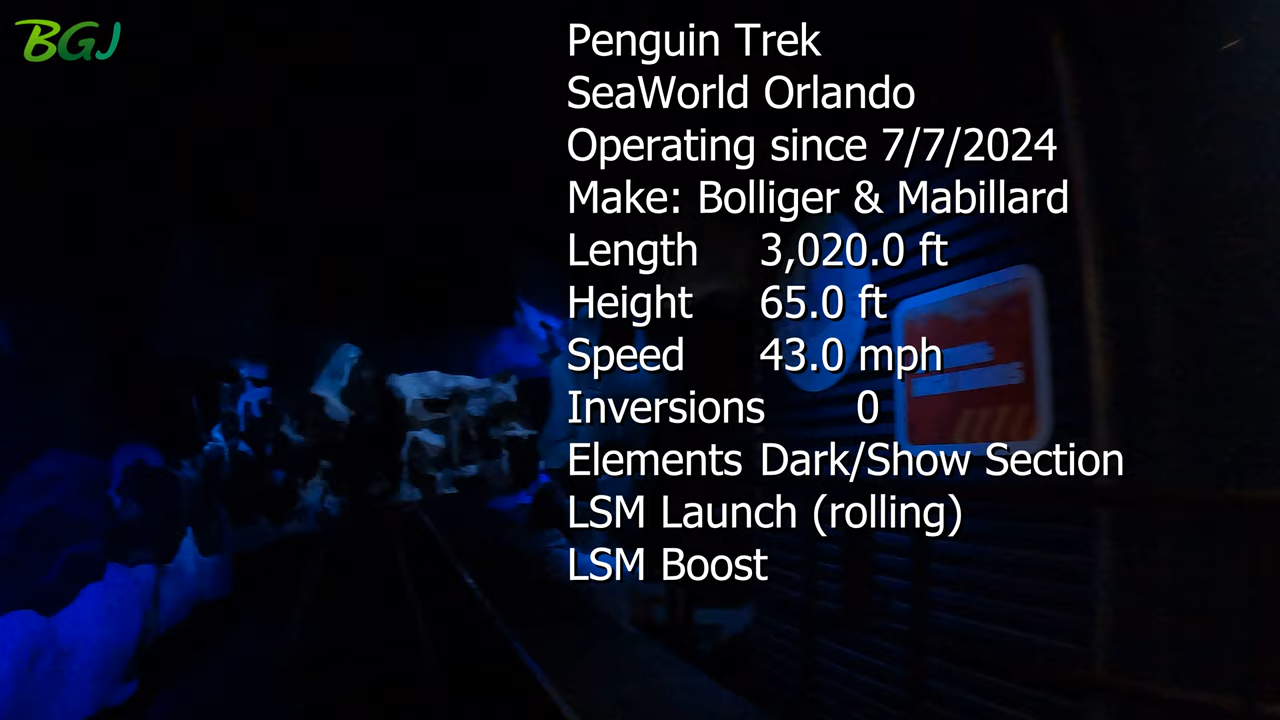 BGJ
Penguin Trek
SeaWorld Orlando
Operating since 7/7/2024
Make: Bolliger & Mabillard
Length 3,020.0 ft
Height 65.0 ft
Speed 43.0 mph
Inversions 0
Elements Dark/Show Section
LSM Launch (rolling)
LSM Boost